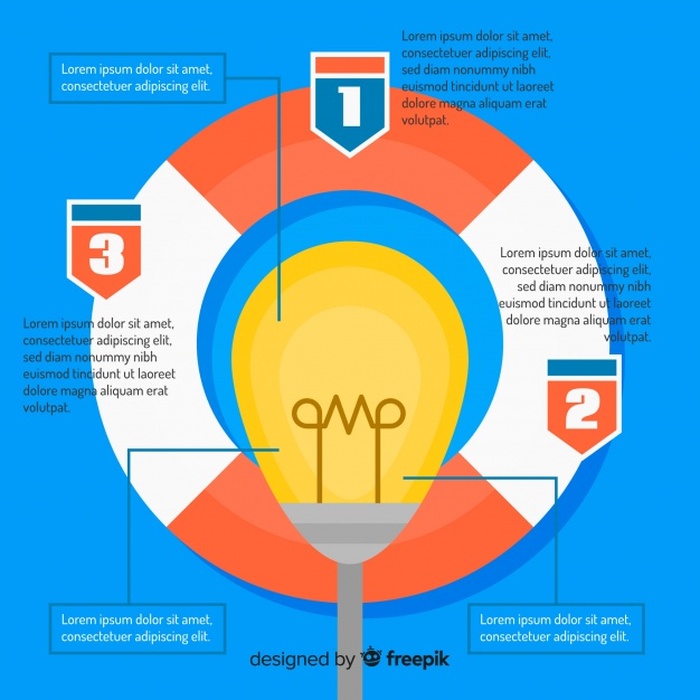 Lorem ipsum dolor sit amet,
consectetuer adipiscing elit.
1
Lorem ipsum dolor sit amet,
consectetuer adipiscing elit,
sed diam nonummy nibh
euismod tincidunt ut laoreet
dolore magna aliquam erat
volutpat.
3
Lorem ipsum dolor sit amet,
consectetuer adipiscing elit,
sed diam nonummy nibh
euismod tincidunt ut laoreet
dolore magna aliquam erat
volutpat.
Lorem ipsum dolor sit amet,
consectetuer adipiscing elit,
sed diam nonummy nibh
euismod tincidunt ut laoreet
dolore magna aliquam erat
volutpat.
2
Lorem ipsum dolor sit amet,
consectetuer adipiscing elit.
Lorem ipsum dolor sit amet,
consectetuer adipiscing elit.
designed by freepik